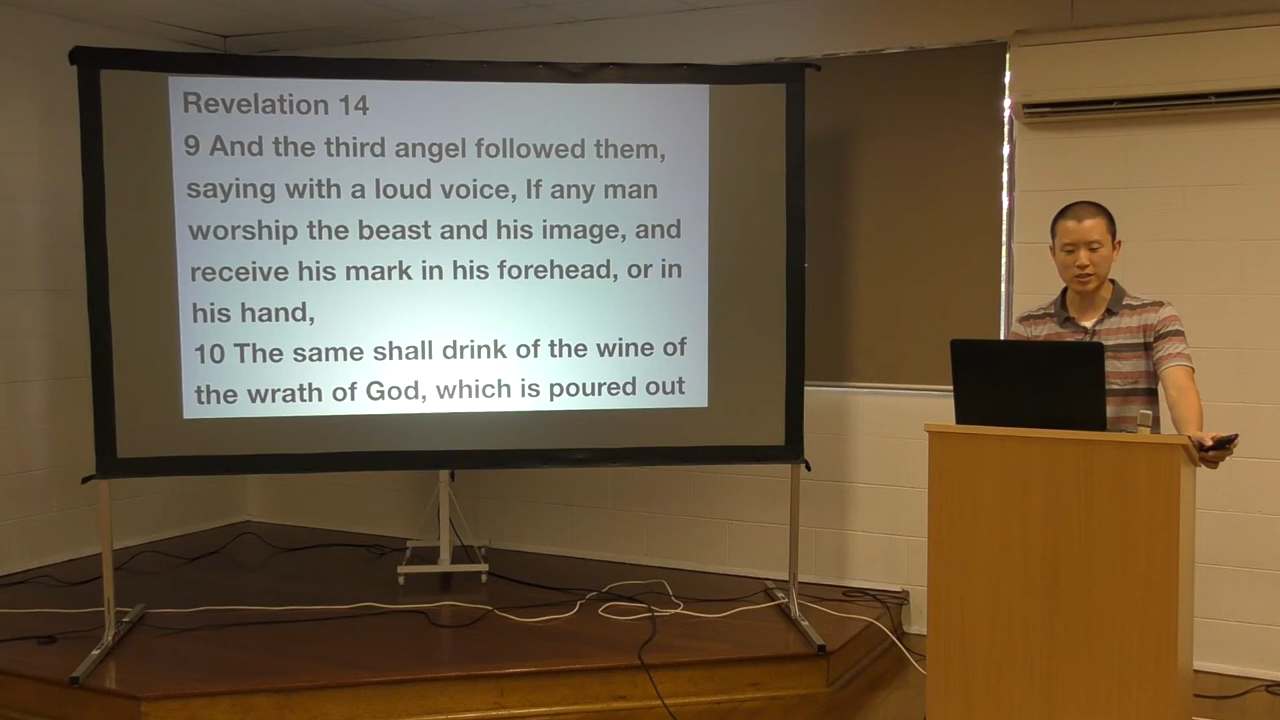 Revelation 14
9 And the third angel followed them,
saying with a loud voice, If any man
worship the beast and his image, and
receive his mark in his forehead, or in
his hand,
10 The same shall drink of the wine of
the wrath of God, which is poured out